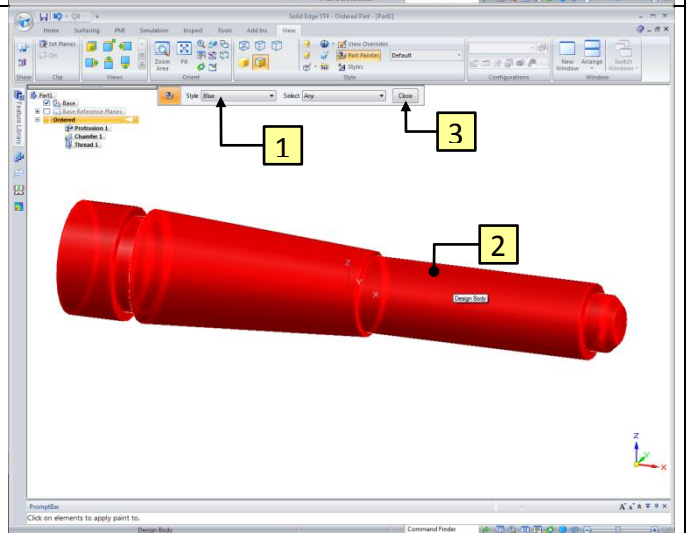 Solid Edge ST4 - Ordered Part - [Part1]
Home Surfacing PMI Simulation Inspect Tools Add Ins View
Set Planes
On
Zoom Area
Fit
View Overrides
Part Painter
Default
Styles
New Window
Arrange
Switch Windows
Show Clip Views Orient Style Configurations Window
Style: Blue Select: Any Close
Feature Library
Part1
Base
Base Reference Planes
Ordered
Protrusion 1
Chamfer 1
Thread 1
1
3
2
Z
Y
X
Design Body
Z
Y
X
PromptBar
Click on elements to apply paint to.
Design Body
Command Finder